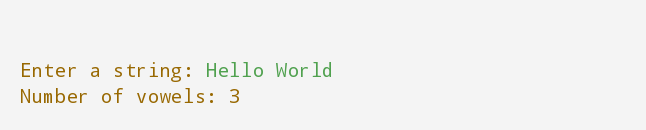 Enter a string: Hello World
Number of vowels: 3